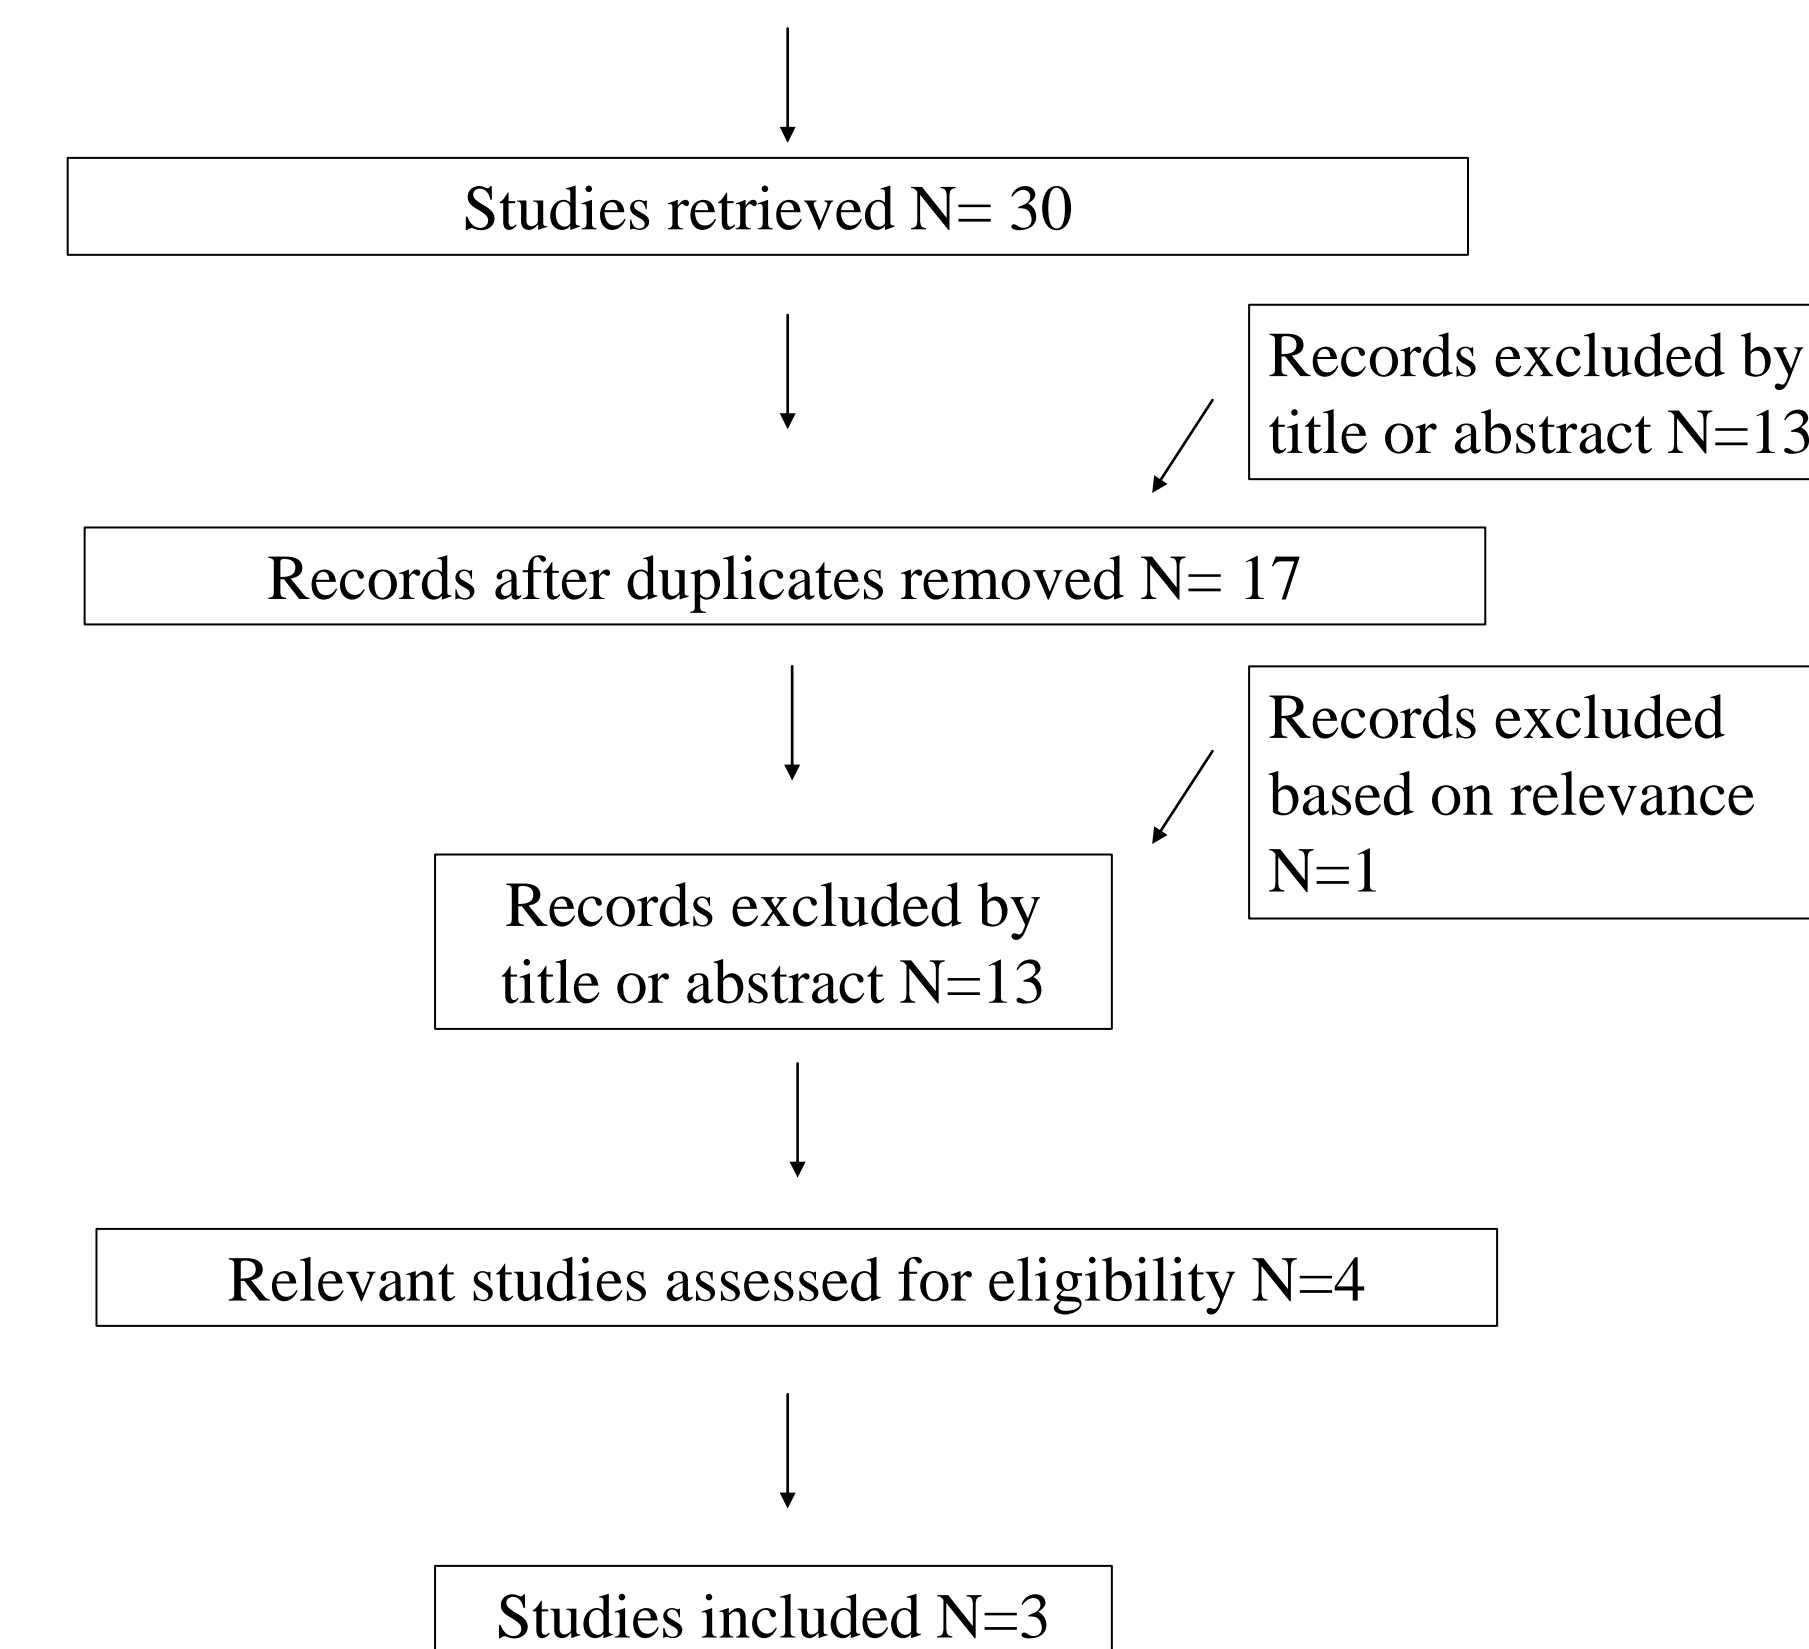 Studies retrieved N= 30
Records excluded by
title or abstract N=13
Records after duplicates removed N= 17
Records excluded
based on relevance
N=1
Records excluded by
title or abstract N=13
Relevant studies assessed for eligibility N=4
Studies included N=3